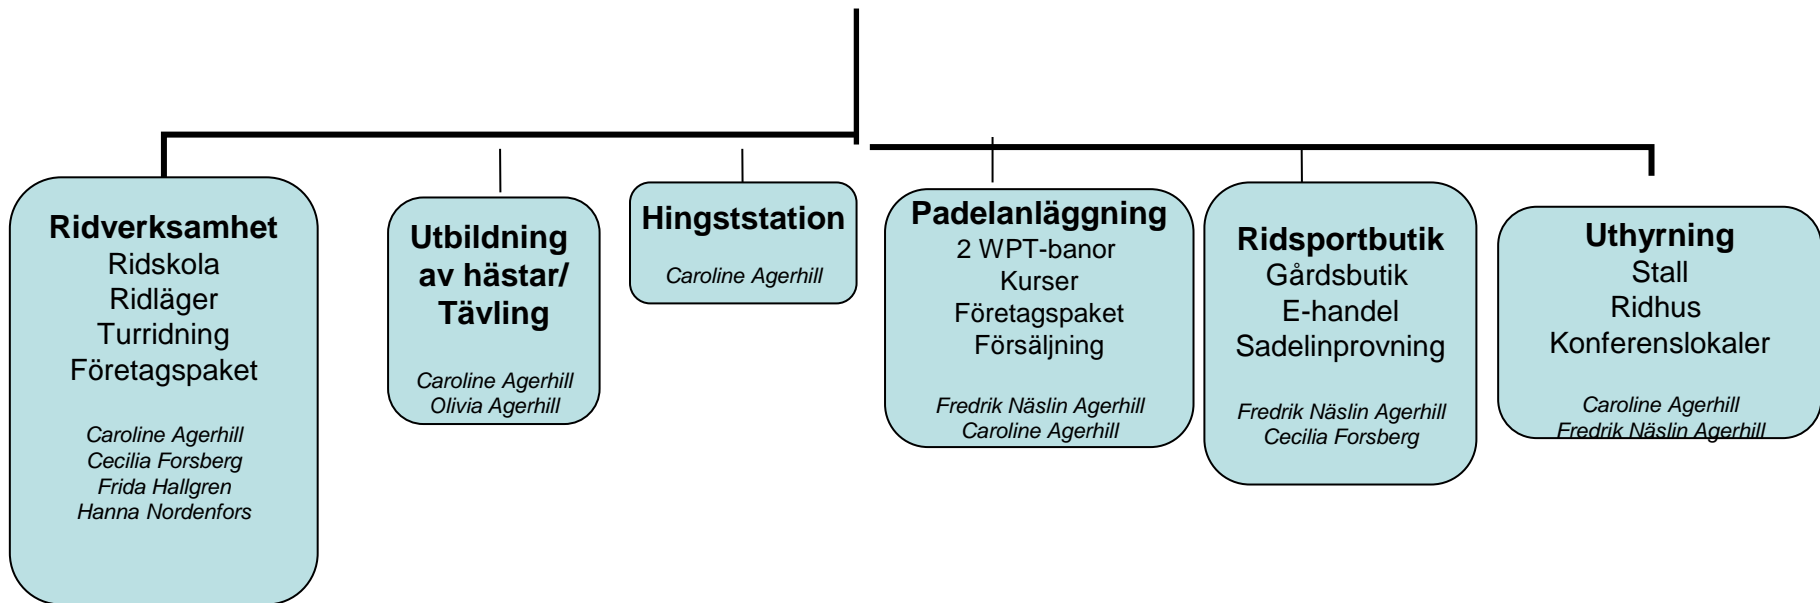 Ridverksamhet
Ridskola
Ridläger
Turridning
Företagspaket
Caroline Agerhill
Cecilia Forsberg
Frida Hallgren
Hanna Nordenfors
Utbildning
av hästar/
Tävling
Caroline Agerhill
Olivia Agerhill
Hingststation
Caroline Agerhill
Padelanläggning
2 WPT-banor
Kurser
Företagspaket
Försäljning
Fredrik Näslin Agerhill
Caroline Agerhill
Ridsportbutik
Gårdsbutik
E-handel
Sadelinprovning
Fredrik Näslin Agerhill
Cecilia Forsberg
Uthyrning
Stall
Ridhus
Konferenslokaler
Caroline Agerhill
Fredrik Näslin Agerhill